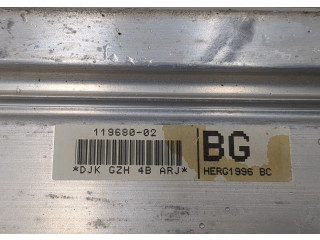 119680-02
*DJK GZH 4B ARJ*
BG
HERG1996 BC